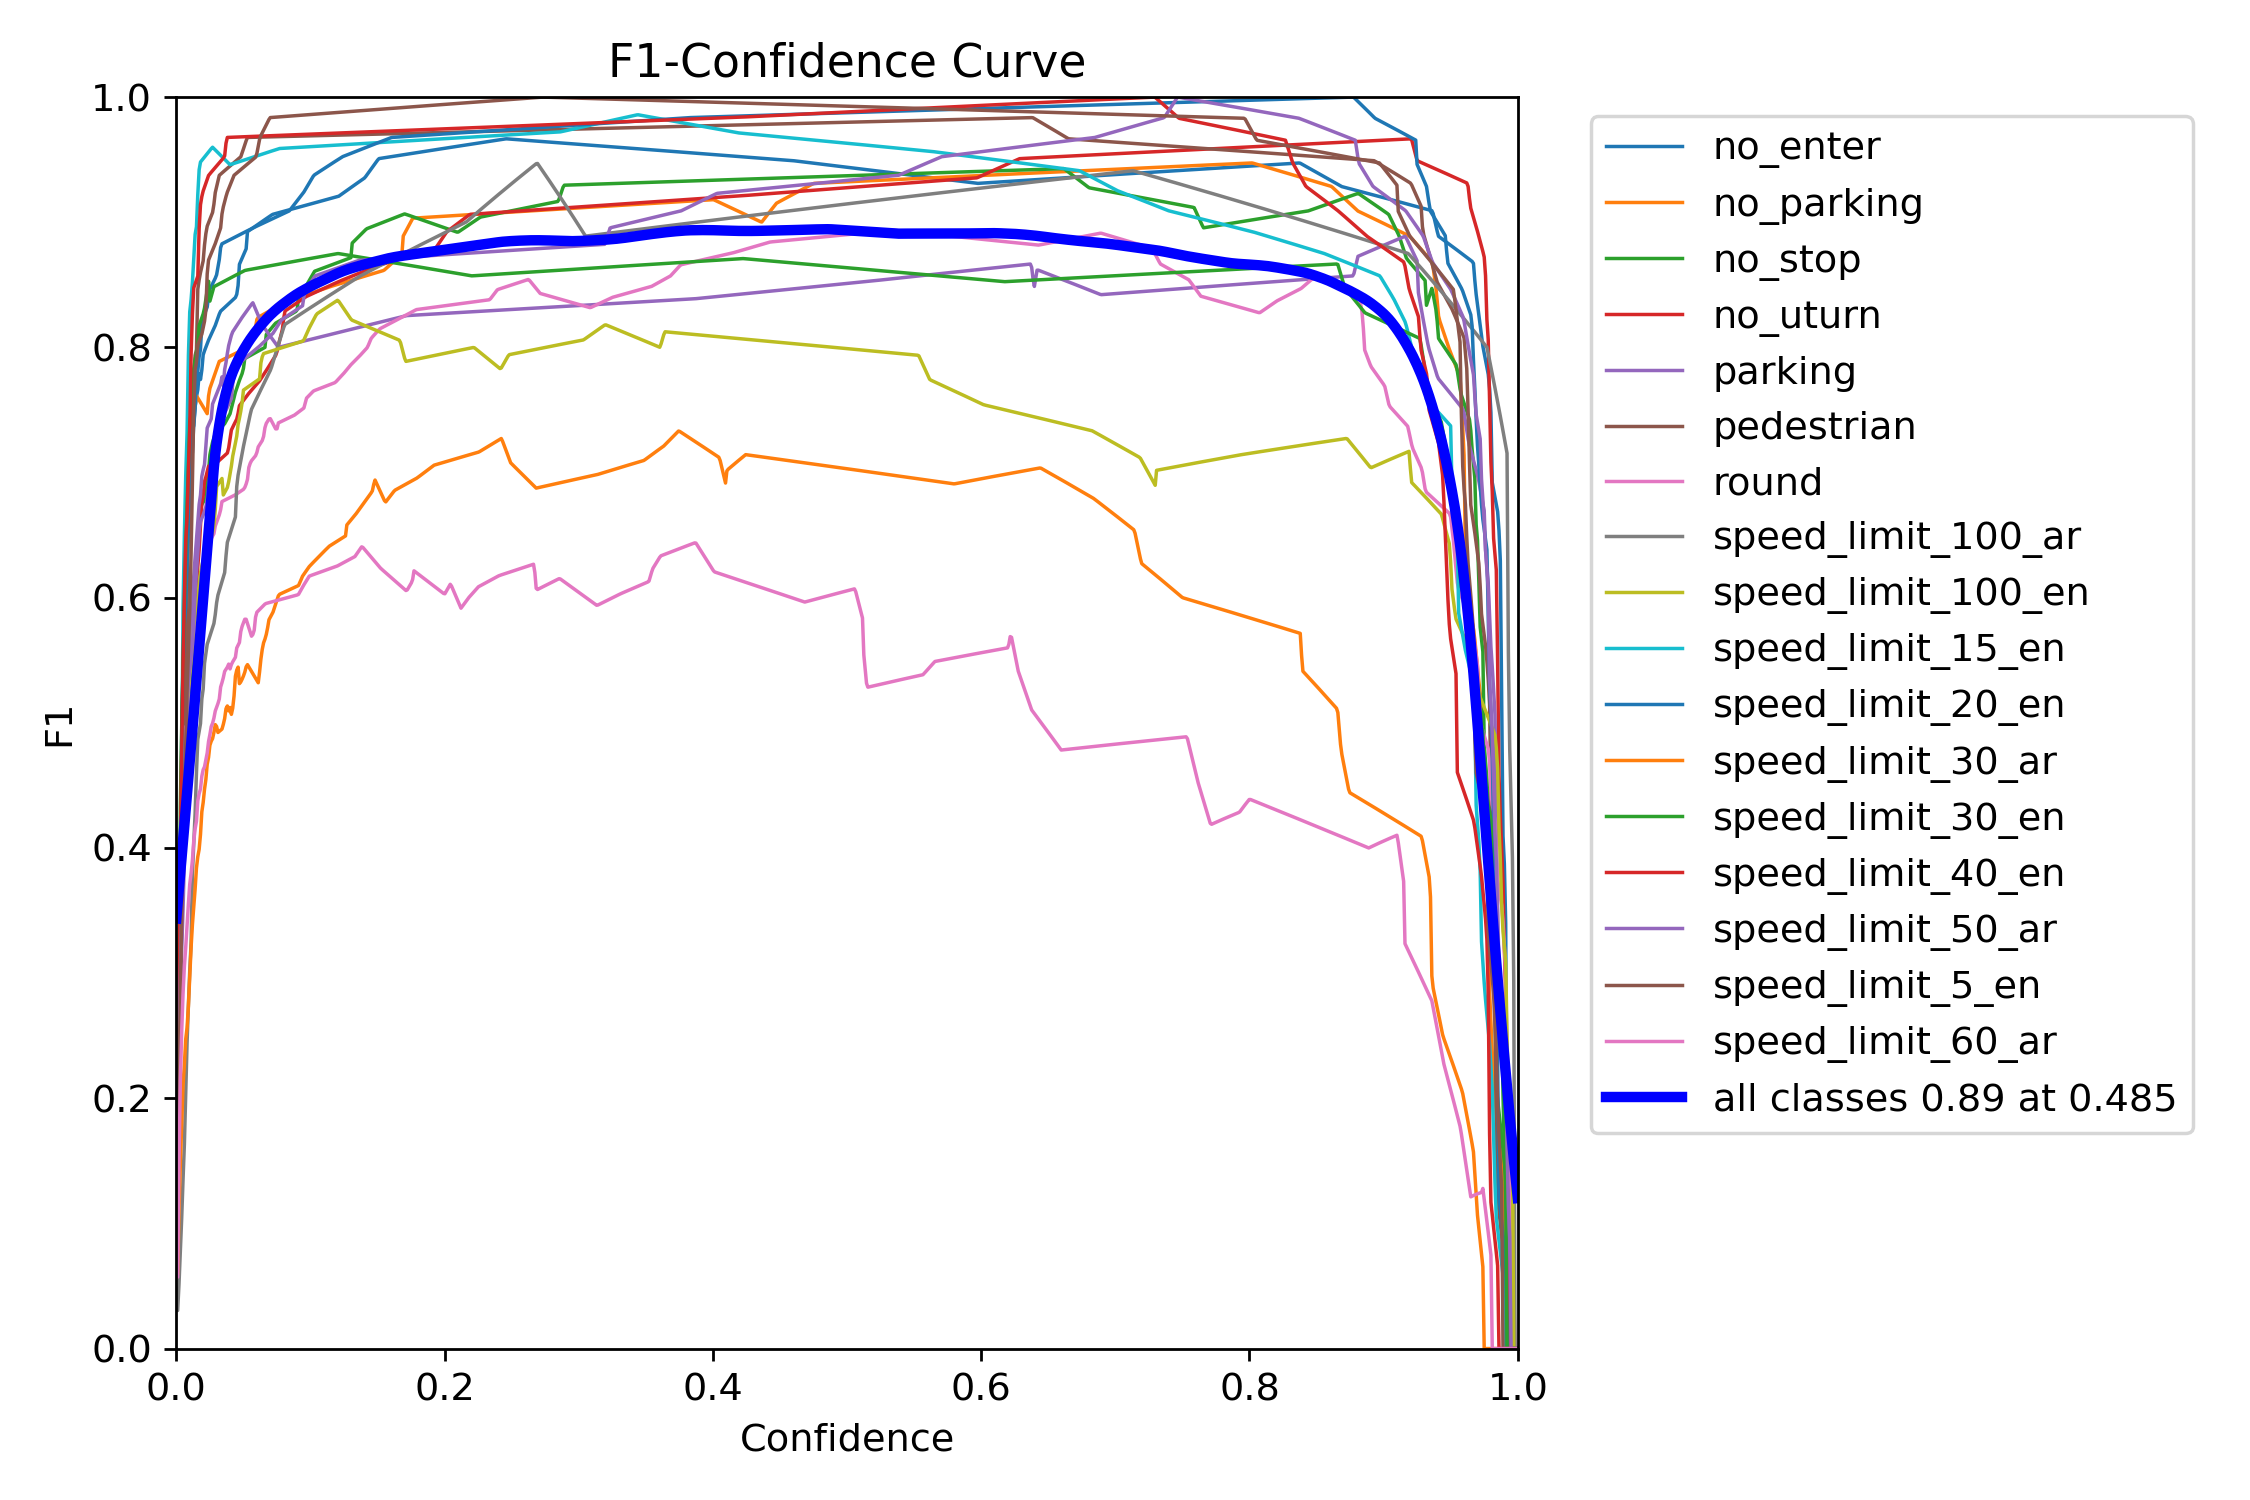 F1-Confidence Curve
1.0
0.8
0.6
0.4
0.2
0.0
F1
0.0 0.2 0.4 0.6 0.8 1.0
Confidence
no_enter
no_parking
no_stop
no_uturn
parking
pedestrian
round
speed_limit_100_ar
speed_limit_100_en
speed_limit_15_en
speed_limit_20_en
speed_limit_30_ar
speed_limit_30_en
speed_limit_40_en
speed_limit_50_ar
speed_limit_5_en
speed_limit_60_ar
all classes 0.89 at 0.485